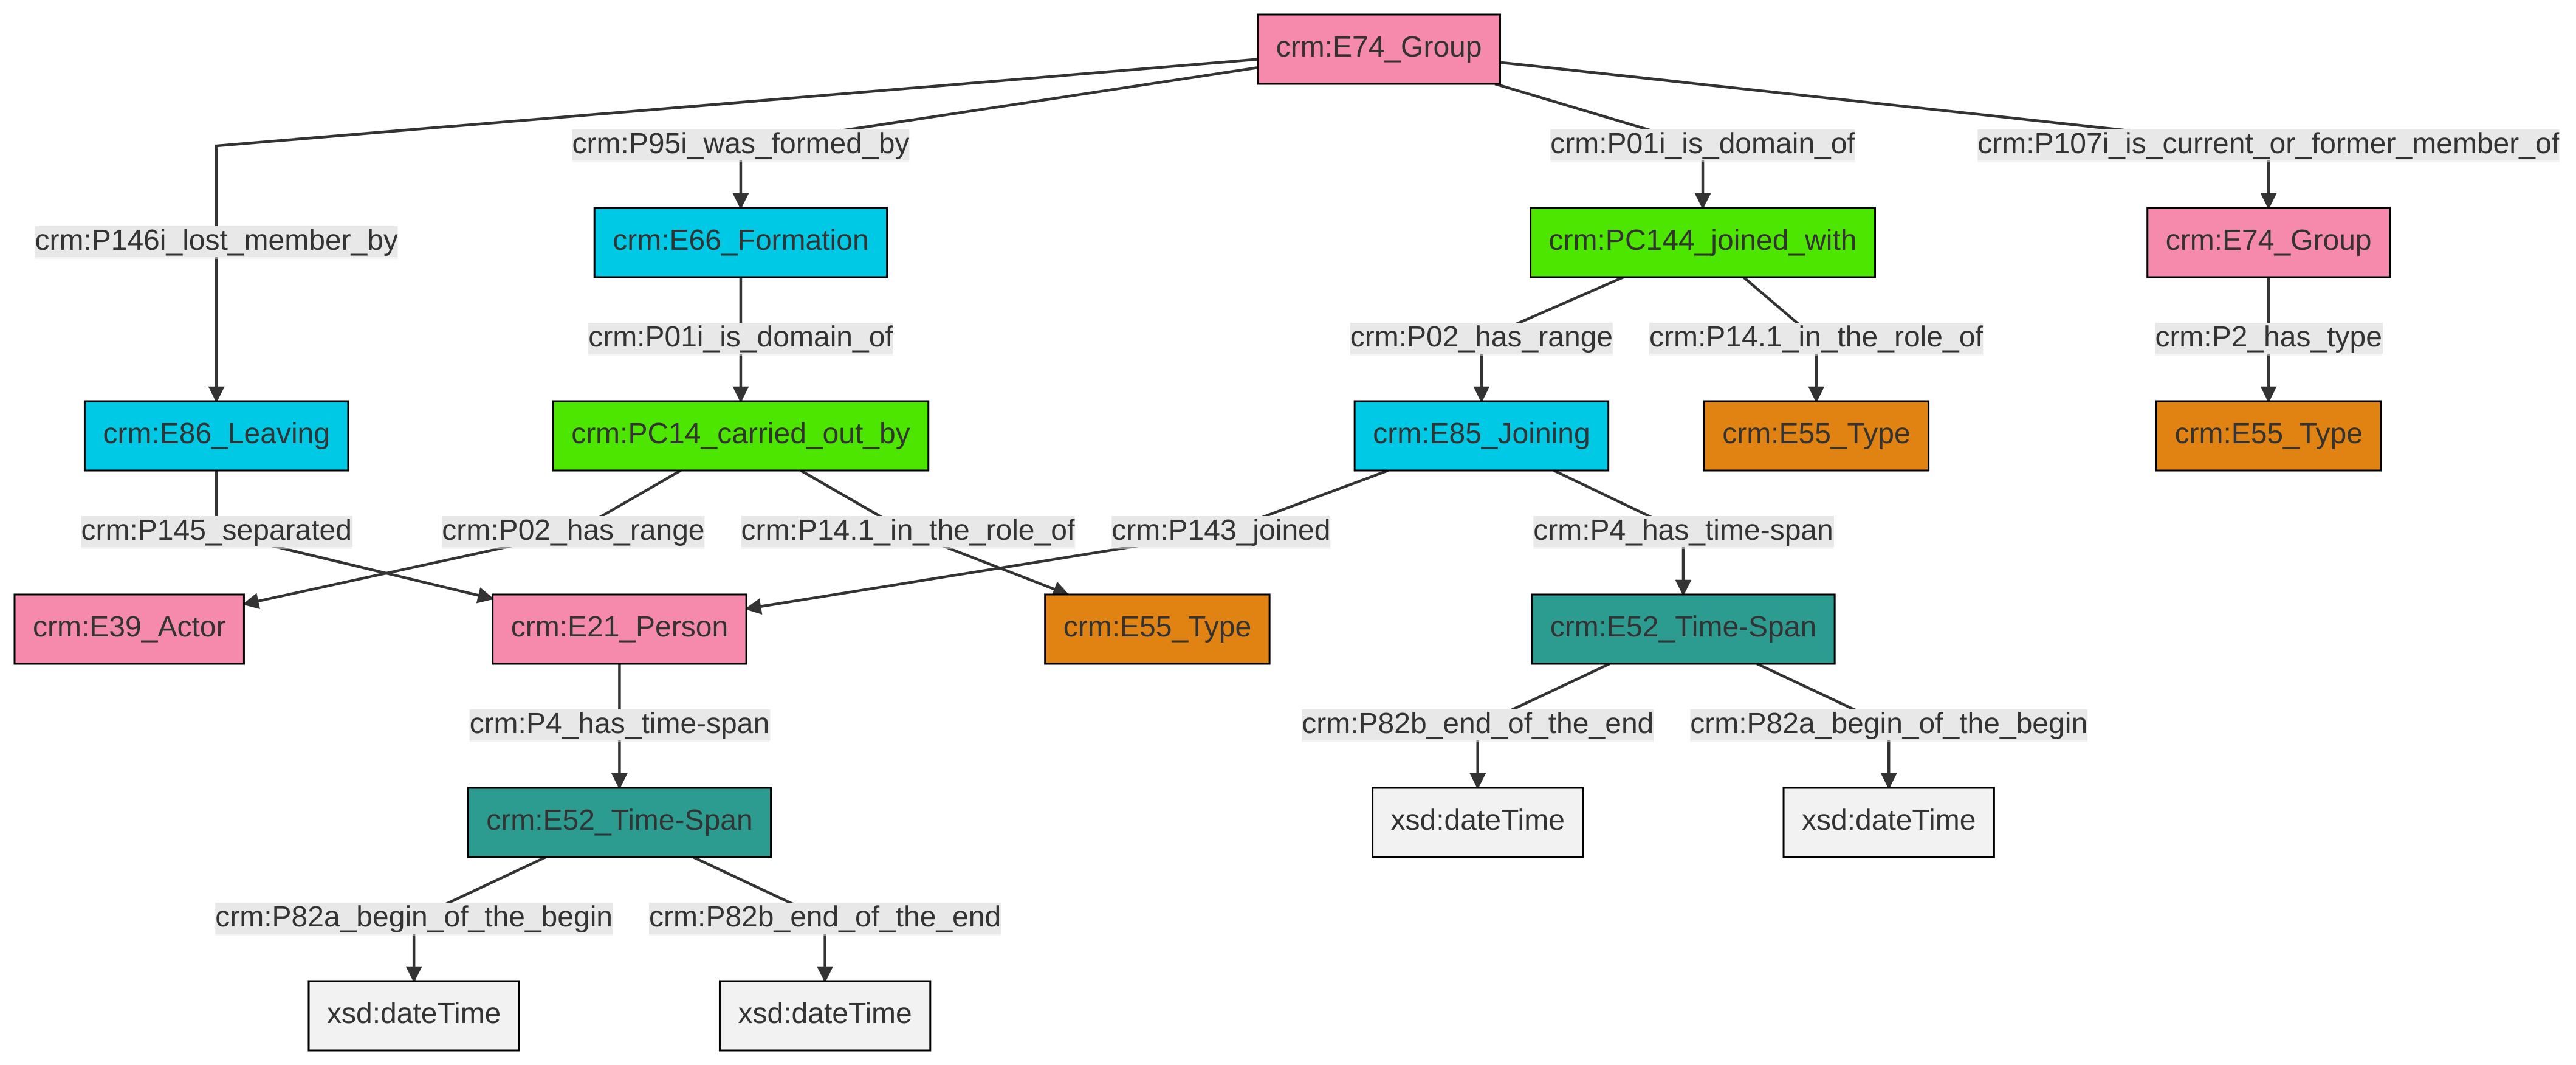 crm:E74_Group
crm:P95i_was_formed_by
crm:P01i_is_domain_of
crm:P107i_is_current_or_former_member_of
crm:P146i_lost_member_by
crm:E66_Formation
crm:PC144_joined_with
crm:E74_Group
crm:P01i_is_domain_of
crm:P02_has_range
crm:P14.1_in_the_role_of
crm:P2_has_type
crm:E86_Leaving
crm:PC14_carried_out_by
crm:E85_Joining
crm:E55_Type
crm:E55_Type
crm:P145_separated
crm:P02_has_range
crm:P14.1_in_the_role_of
crm:P143_joined
crm:P4_has_time-span
crm:E39_Actor
crm:E21_Person
crm:E55_Type
crm:E52_Time-Span
crm:P4_has_time-span
crm:P82b_end_of_the_end
crm:P82a_begin_of_the_begin
crm:E52_Time-Span
xsd:dateTime
xsd:dateTime
crm:P82a_begin_of_the_begin
crm:P82b_end_of_the_end
xsd:dateTime
xsd:dateTime